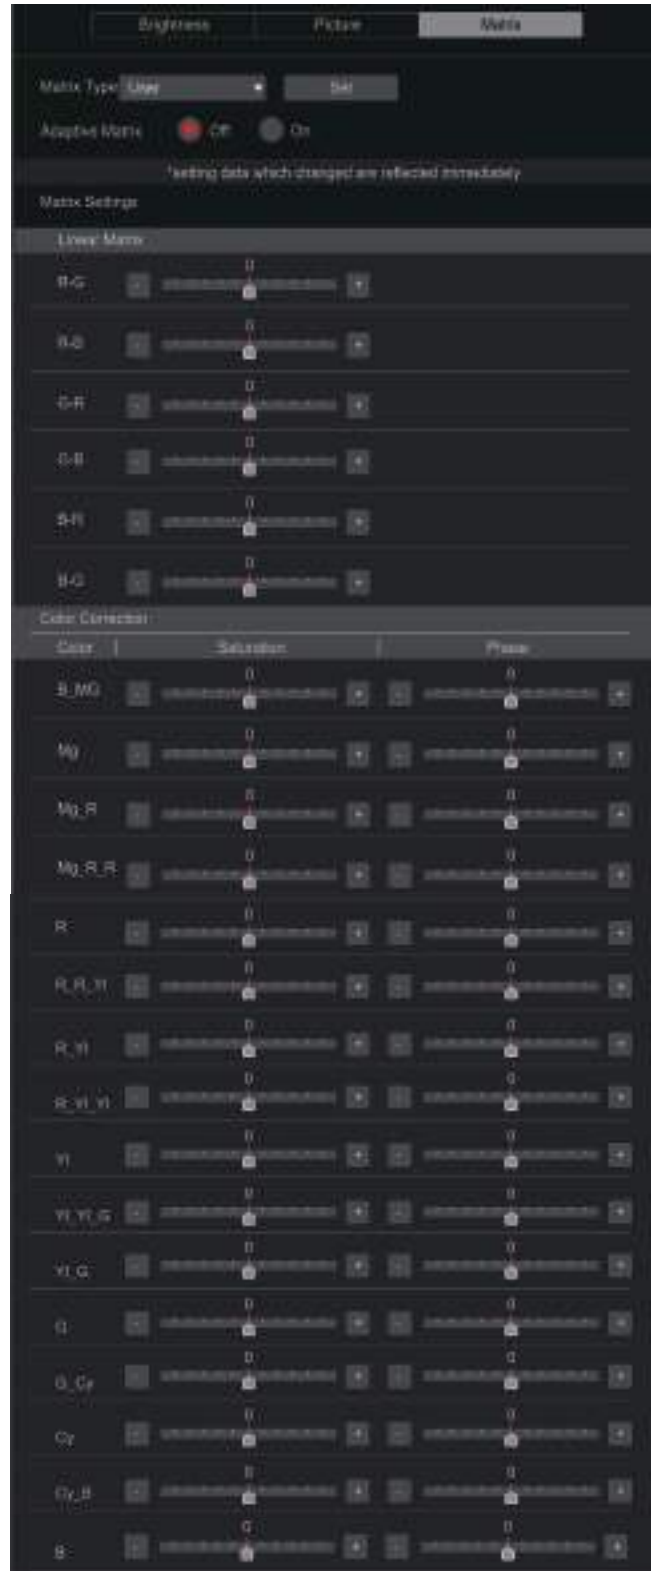 Brightness Picture Matrix
Matrix Type User Set
Adaptive Matrix Off On
*setting data which changed are reflected immediately
Matrix Settings
Linear Matrix
0
R-G - +
0
R-B - +
0
G-R - +
0
G-B - +
0
B-R - +
0
B-G - +
Color Correction
Color Saturation Phase
0 0
B_MG - + - +
0 0
Mg - + - +
0 0
Mg_R - + - +
0 0
Mg_R_R - + - +
0 0
R - + - +
0 0
R_R_Yl - + - +
0 0
R_Yl - + - +
0 0
R_Yl_Yl - + - +
0 0
Yl - + - +
0 0
Yl_Yl_G - + - +
0 0
Yl_G - + - +
0 0
G - + - +
0 0
G_Cy - + - +
0 0
Cy - + - +
0 0
Cy_B - + - +
0 0
B - + - +